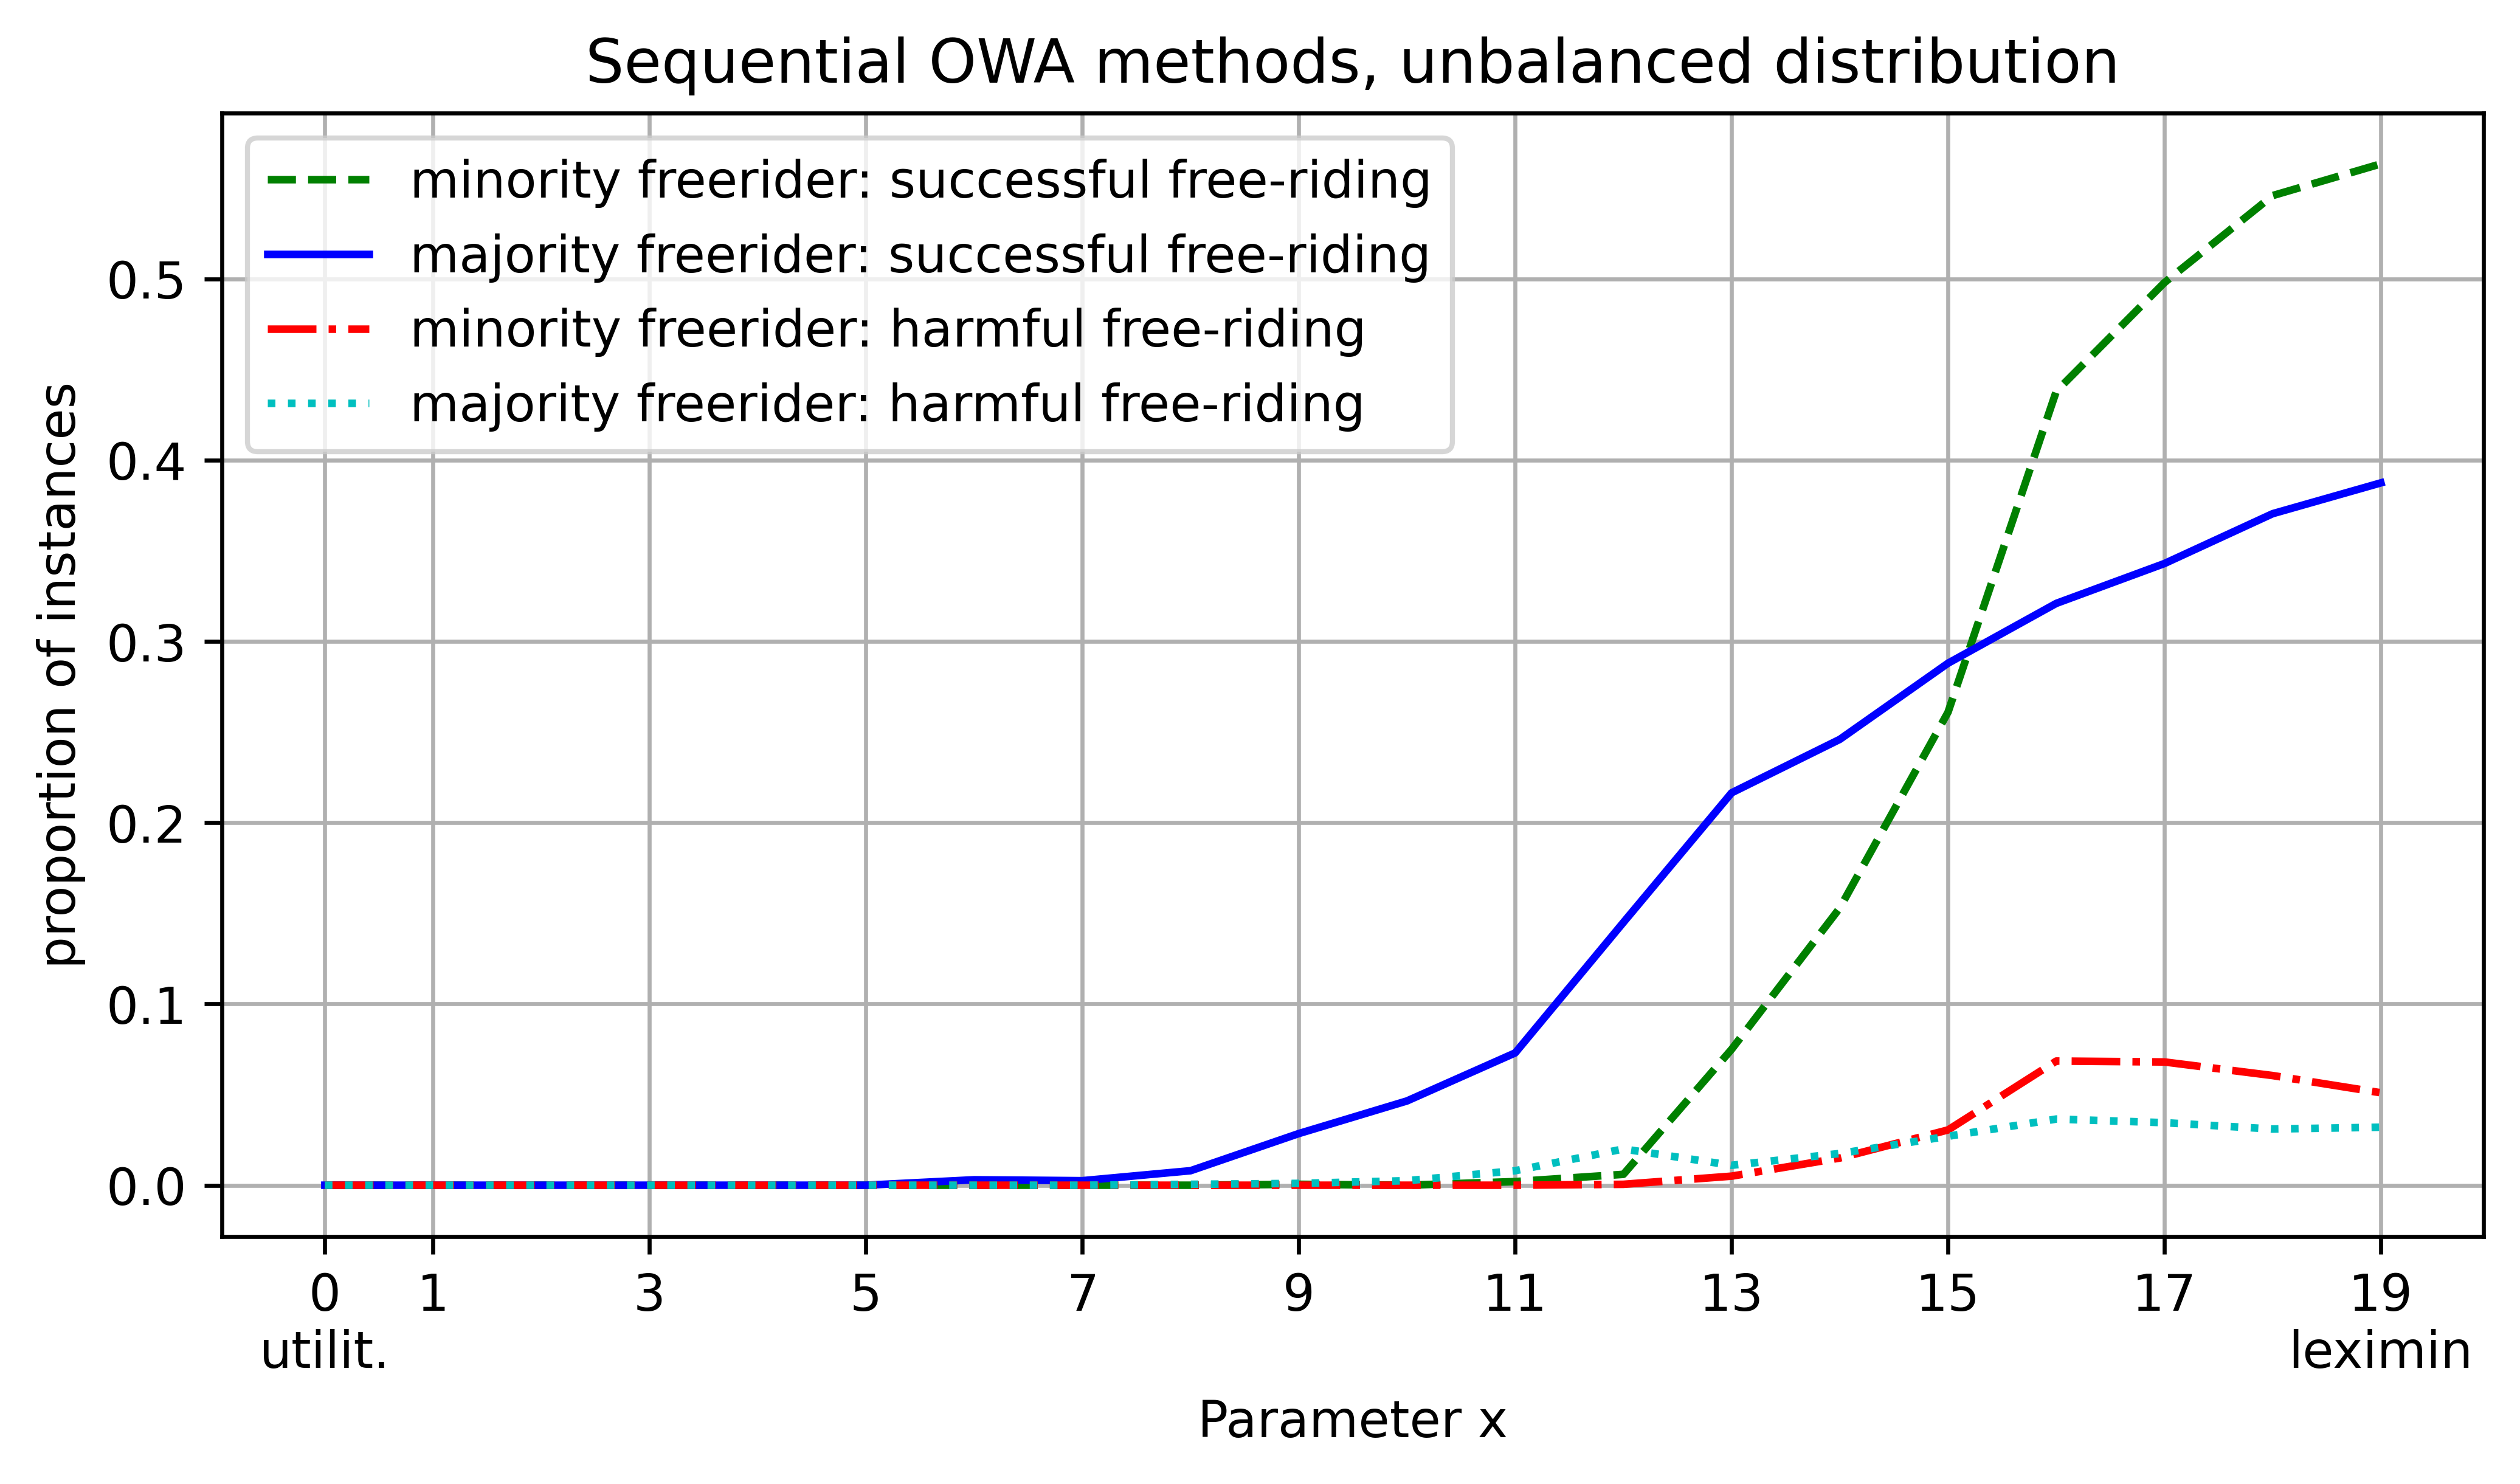 Sequential OWA methods, unbalanced distribution
minority freerider: successful free-riding
majority freerider: successful free-riding
minority freerider: harmful free-riding
majority freerider: harmful free-riding
proportion of instances
0.5
0.4
0.3
0.2
0.1
0.0
0 1 3 5 7 9 11 13 15 17 19
utilit. leximin
Parameter x